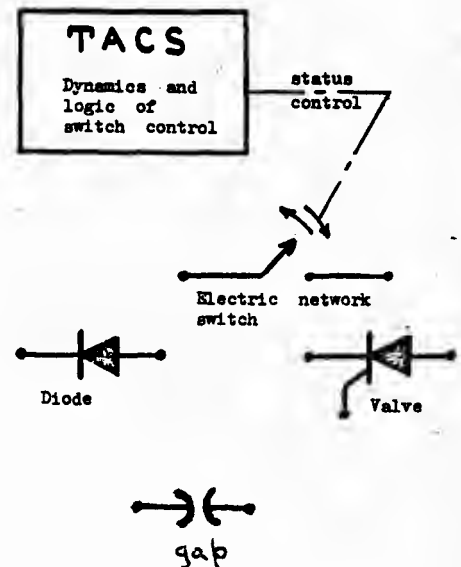 TACS
Dynamics and
logic of
switch control
status
control
Electric network
switch
Diode
Valve
gap